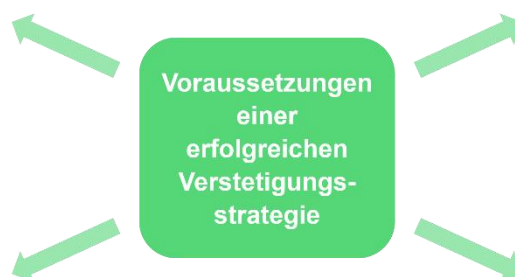 Voraussetzungen
einer
erfolgreichen
Verstetigungs-
strategie